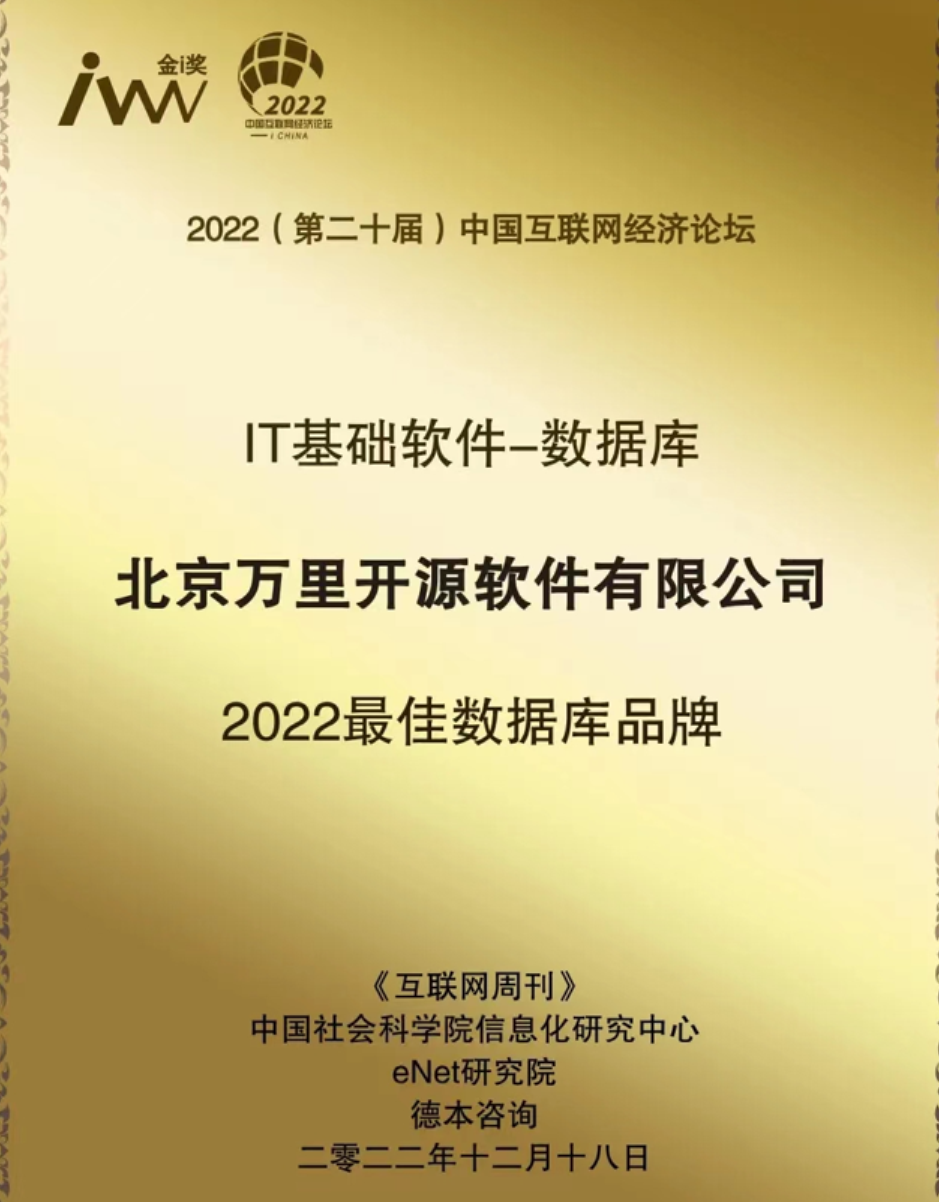 金i奖
iww
2022
中国互联网经济论坛
i CHINA
2022（第二十届）中国互联网经济论坛
IT基础软件-数据库
北京万里开源软件有限公司
2022最佳数据库品牌
《互联网周刊》
中国社会科学院信息化研究中心
eNet研究院
德本咨询
二零二二年十二月十八日